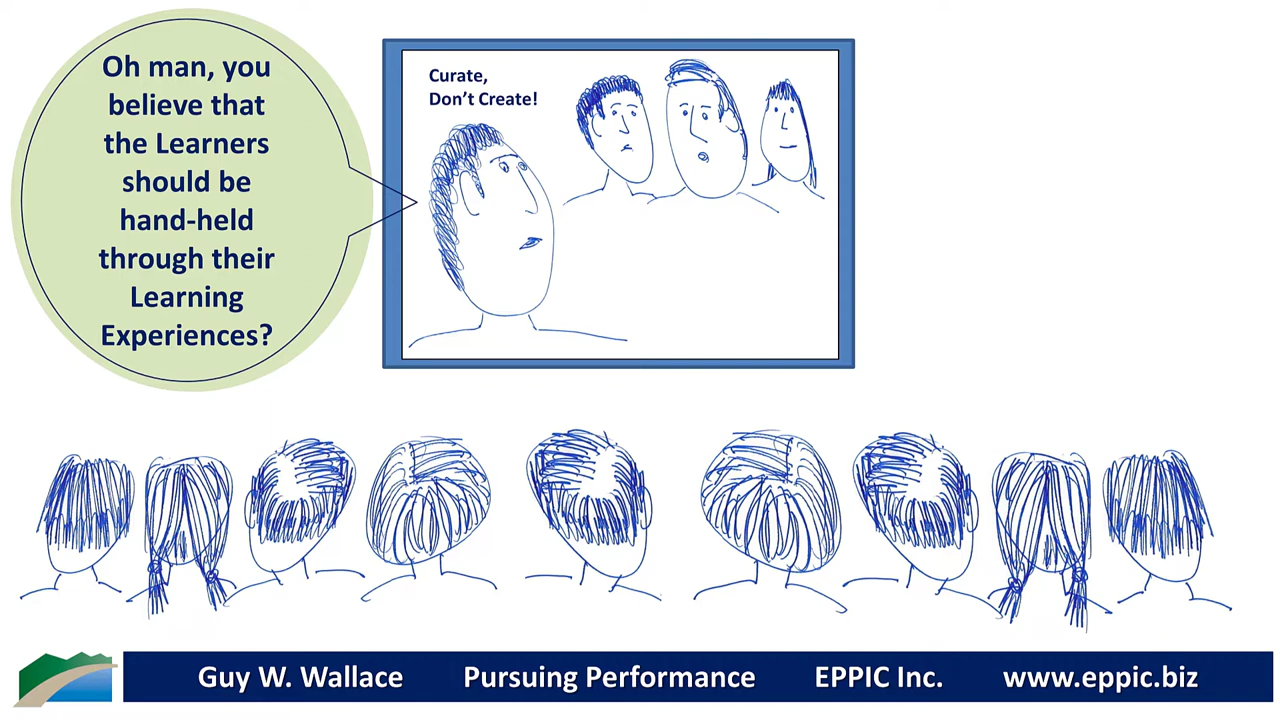 Oh man, you
believe that
the Learners
should be
hand-held
through their
Learning
Experiences?
Curate,
Don't Create!
Guy W. Wallace Pursuing Performance EPPIC Inc. www.eppic.biz